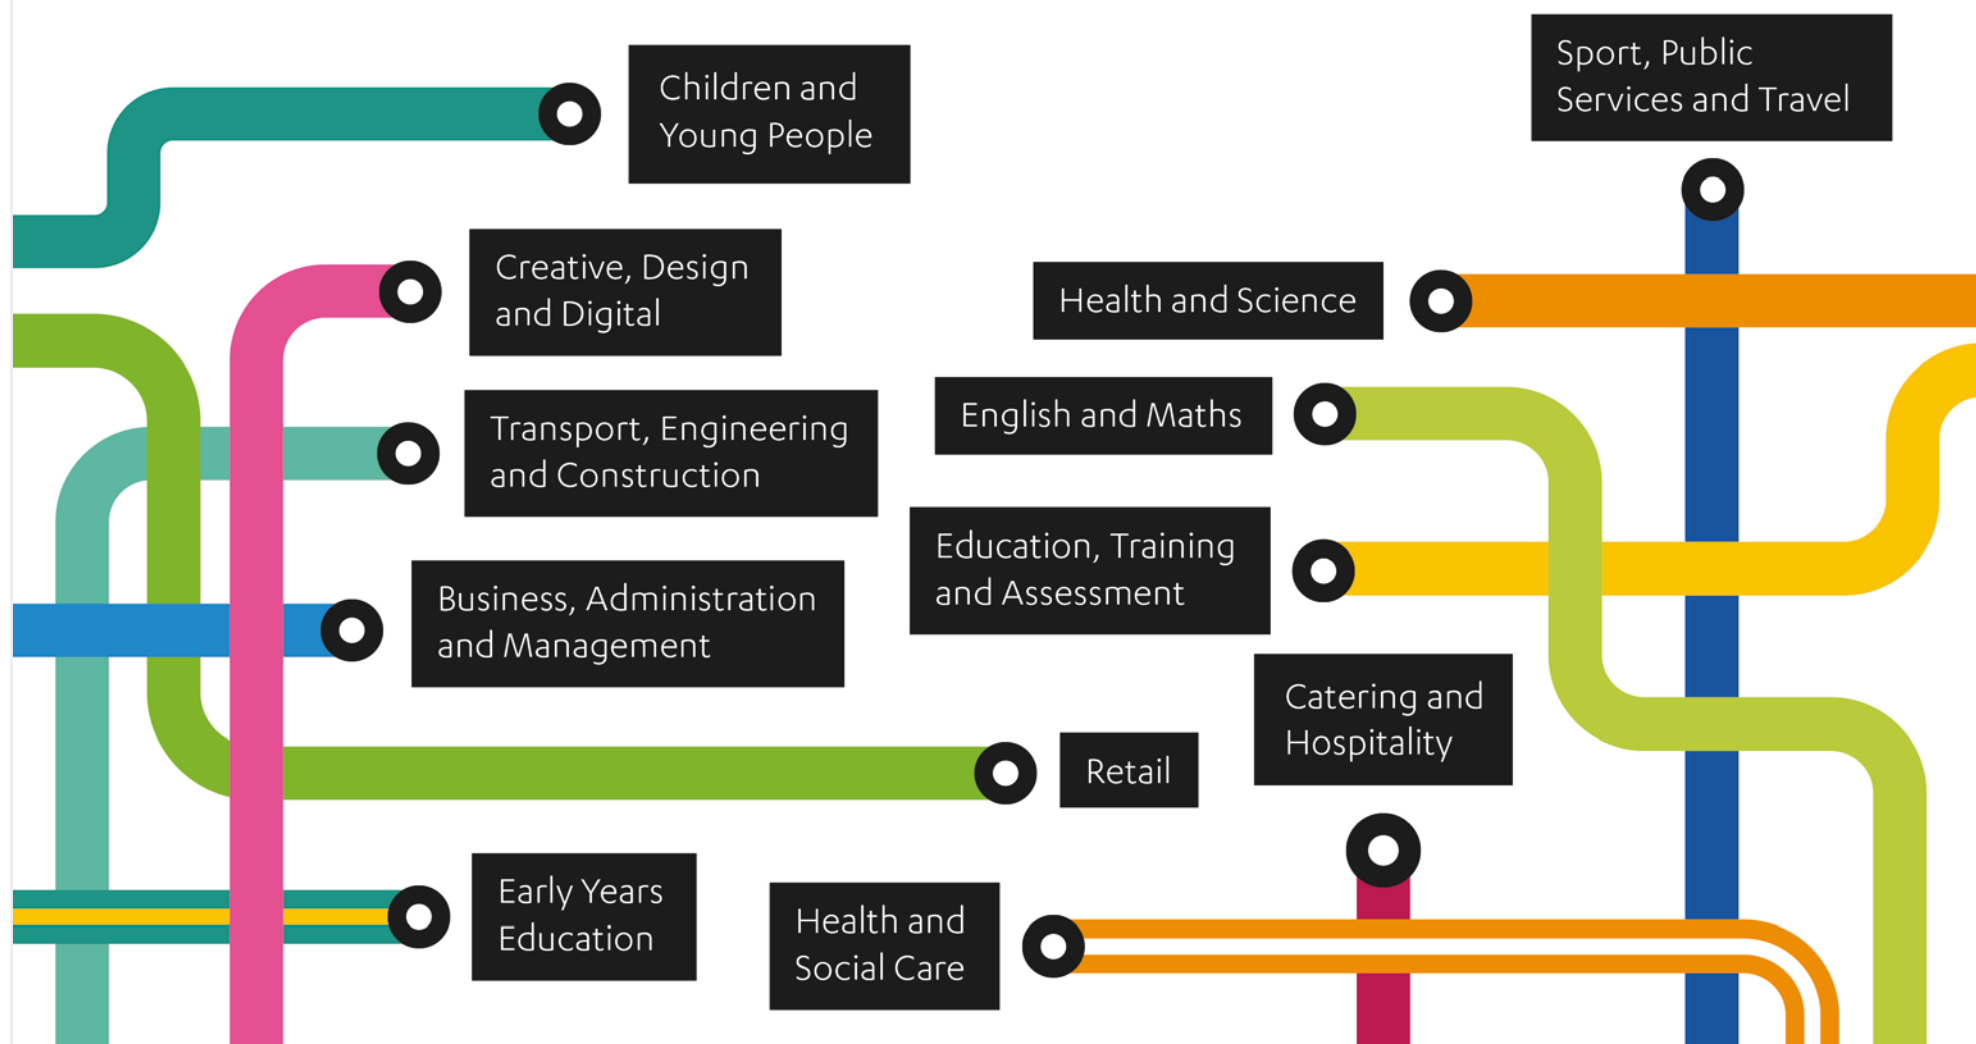 Children and
Young People
Creative, Design
and Digital
Transport, Engineering
and Construction
Business, Administration
and Management
Retail
Early Years
Education
Health and
Social Care
Sport, Public
Services and Travel
Health and Science
English and Maths
Education, Training
and Assessment
Catering and
Hospitality